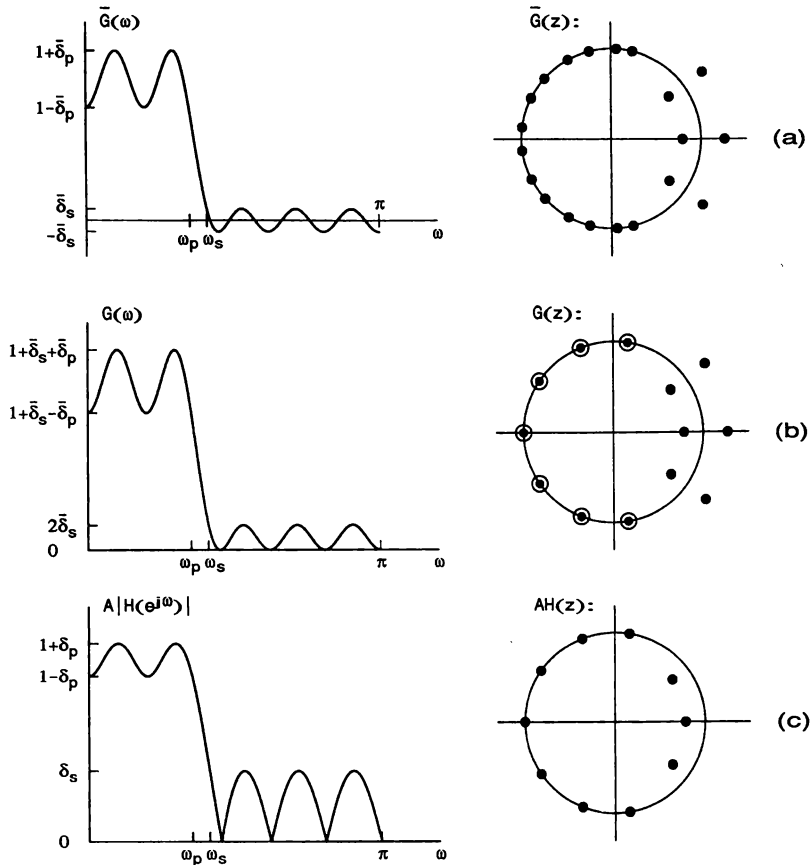 G̅(ω)
G̅(z):
1+δ̅ₚ
1-δ̅ₚ
δ̅ₛ
-δ̅ₛ
ωₚ ωₛ
π
ω
(a)
G(ω)
G(z):
1+δ̅ₛ+δ̅ₚ
1+δ̅ₛ-δ̅ₚ
2δ̅ₛ
0
ωₚ ωₛ
π
ω
(b)
A|H(e^jω)|
AH(z):
1+δₚ
1-δₚ
δₛ
0
ωₚ ωₛ
π
ω
(c)